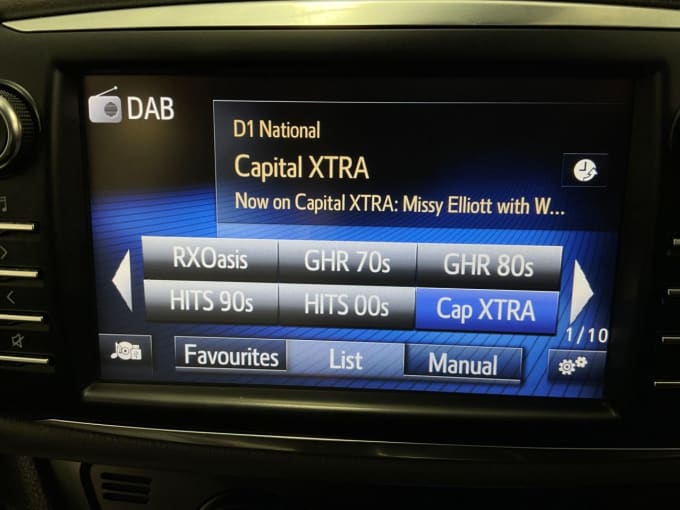 DAB
D1 National
Capital XTRA
Now on Capital XTRA: Missy Elliott with W...
RXOasis GHR 70s GHR 80s
HITS 90s HITS 00s Cap XTRA
1/10
Favourites List Manual